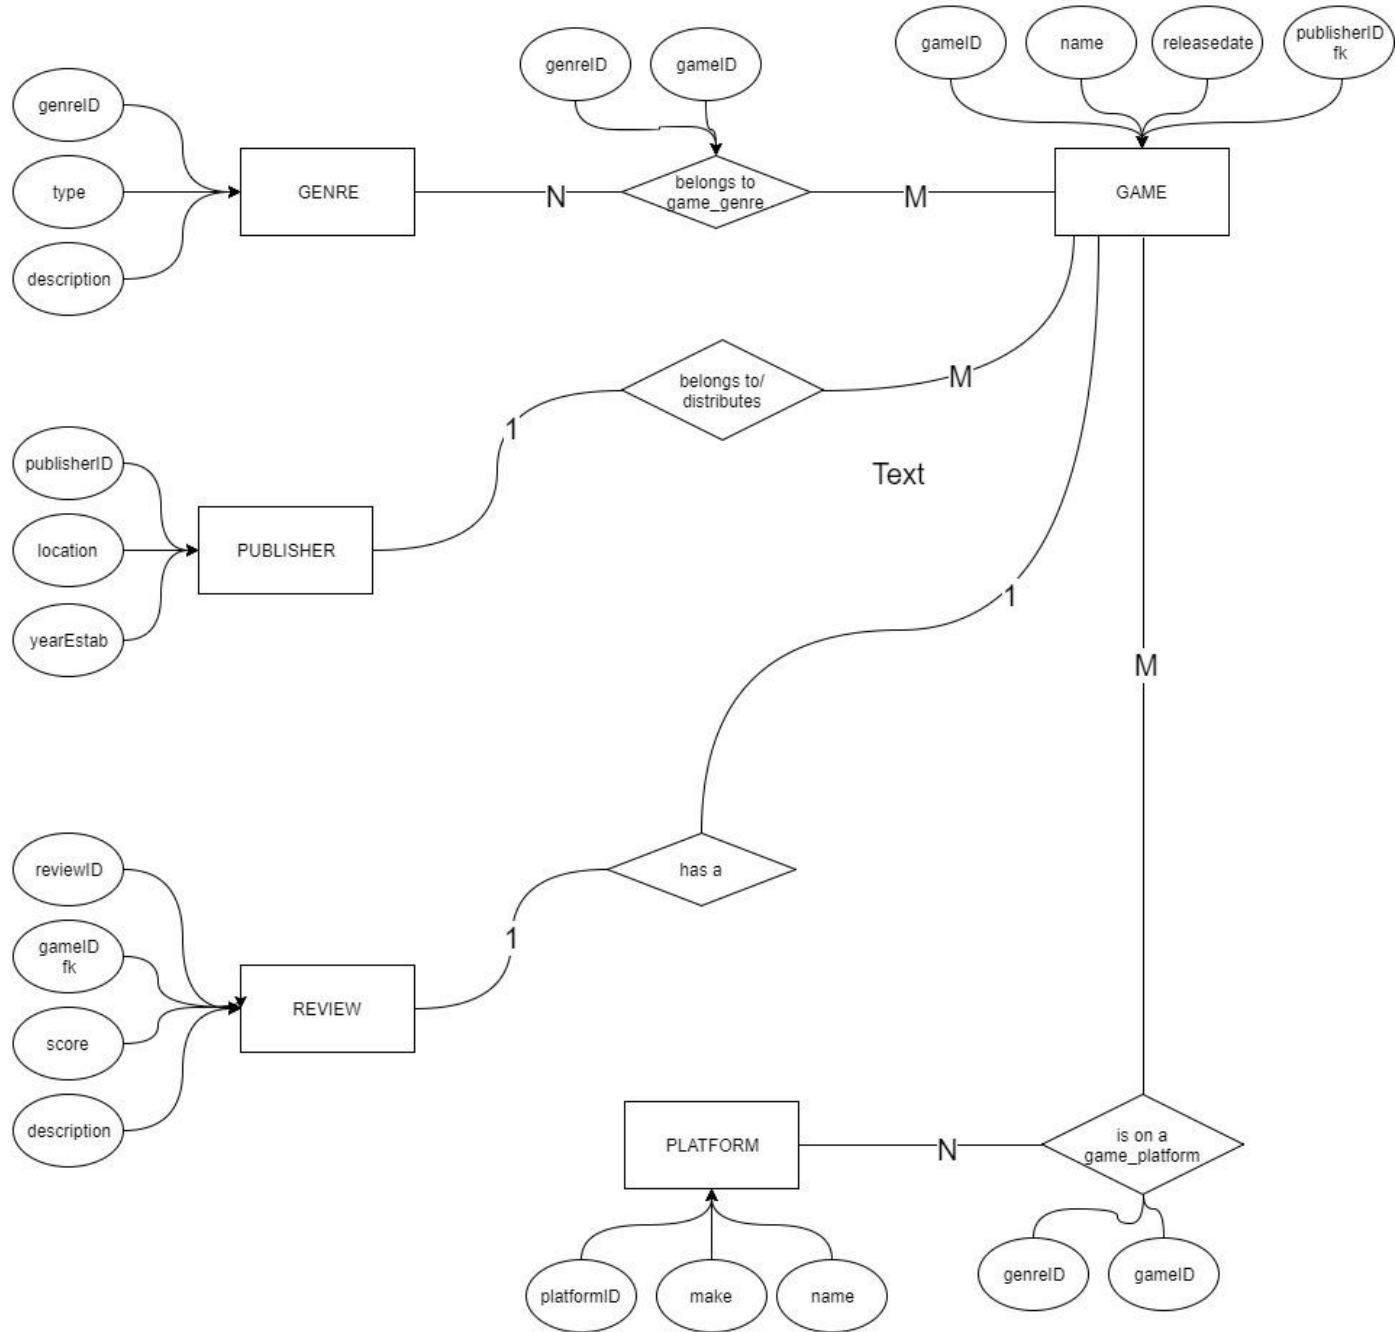 gameID
name
releasedate
publisherID
fk
genreID
gameID
genreID
type
description
GENRE
N
belongs to
game_genre
M
GAME
belongs to/
distributes
M
1
Text
publisherID
location
yearEstab
PUBLISHER
1
M
has a
reviewID
gameID
fk
score
description
1
REVIEW
PLATFORM
N
is on a
game_platform
genreID
gameID
platformID
make
name